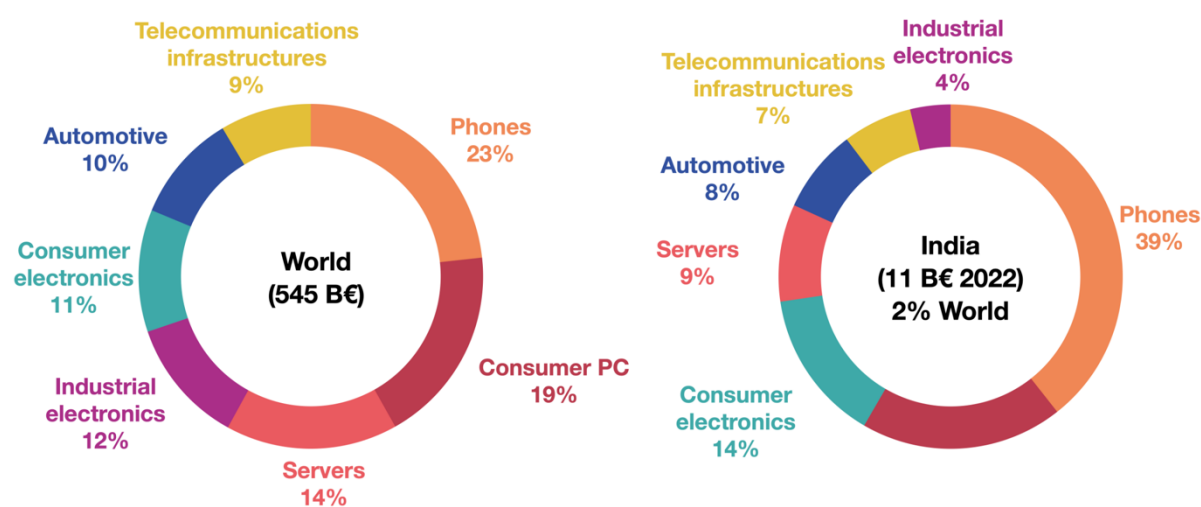 Telecommunications
infrastructures
9%
Phones
23%
Automotive
10%
Consumer
electronics
11%
World
(545 B€)
Consumer PC
19%
Industrial
electronics
12%
Servers
14%
Industrial
electronics
4%
Telecommunications
infrastructures
7%
Automotive
8%
Phones
39%
Servers
9%
India
(11 B€ 2022)
2% World
Consumer
electronics
14%